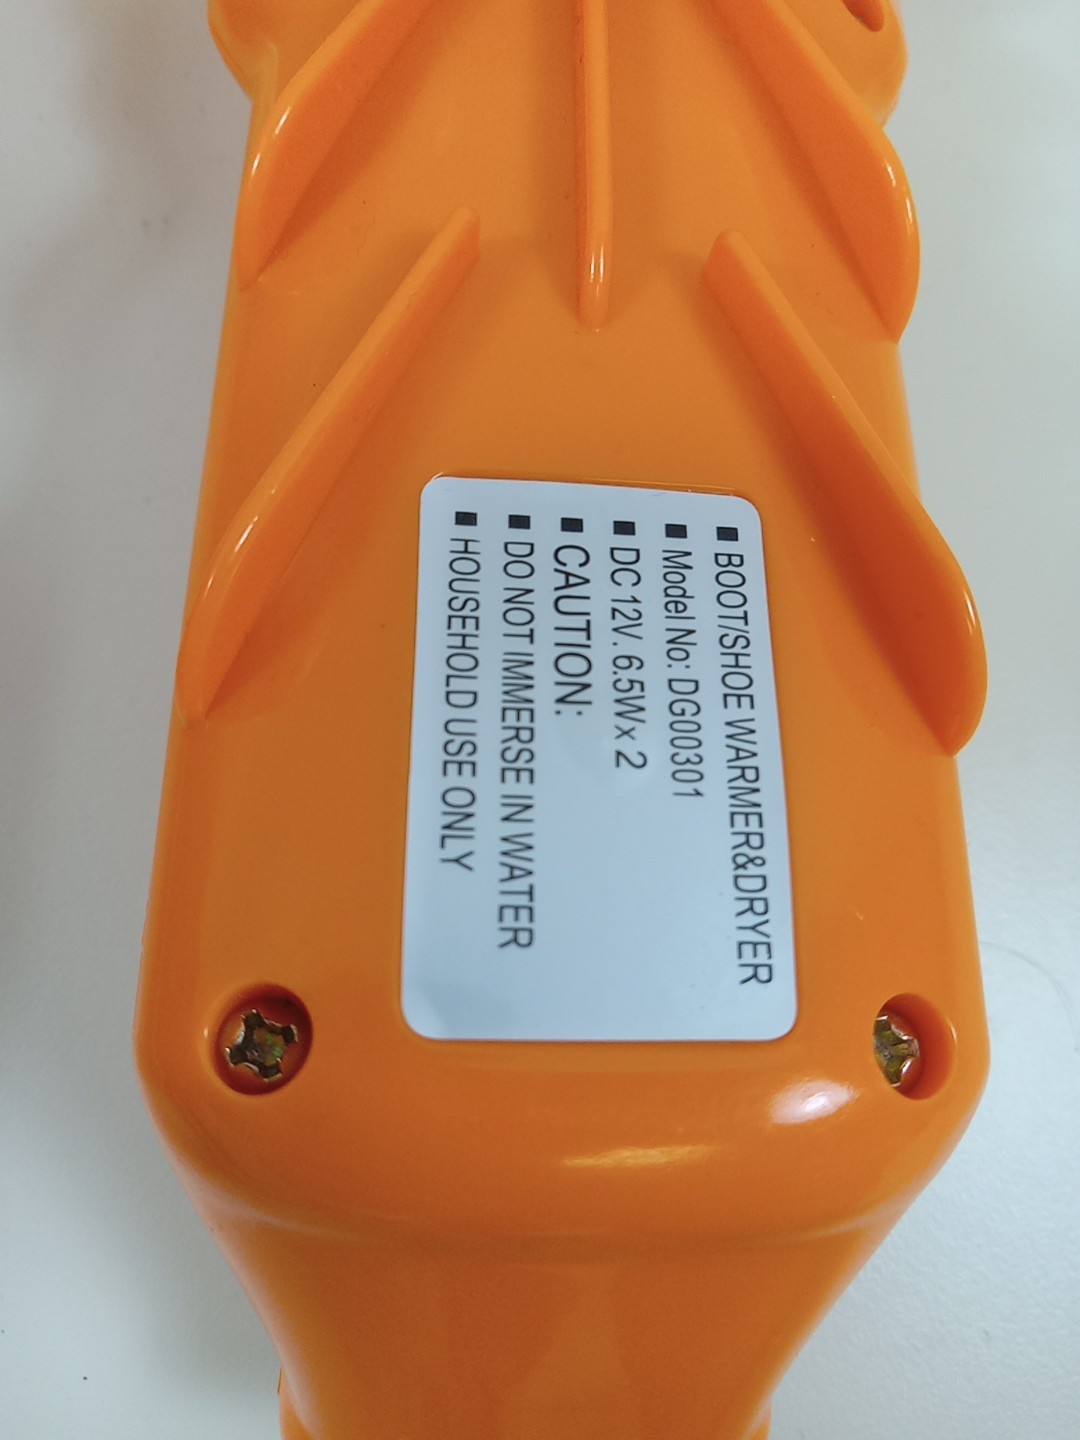 ■ BOOT/SHOE WARMER&DRYER
■ Model No: DG00301
■ DC 12V. 6.5W x 2
■ CAUTION:
■ DO NOT IMMERSE IN WATER
■ HOUSEHOLD USE ONLY